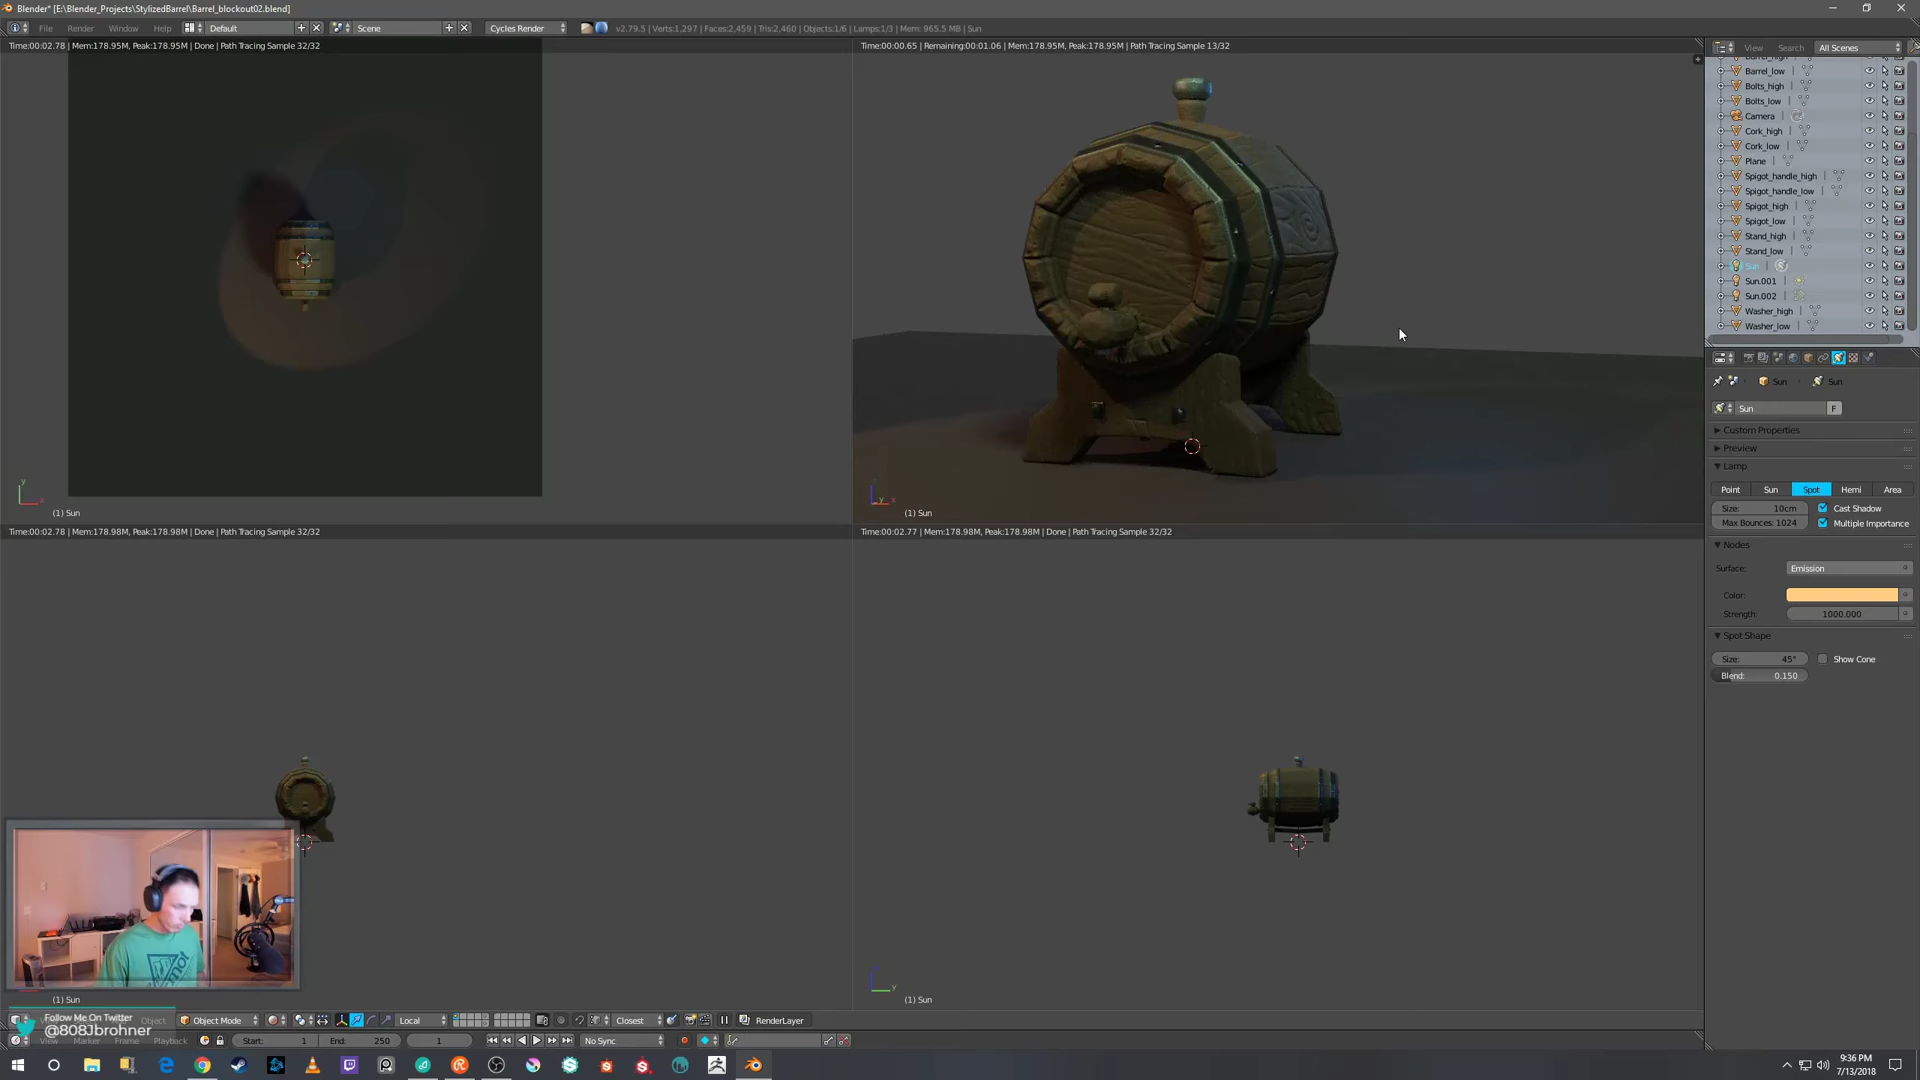 Blender* [E:\Blender_Projects\StylizedBarrel\Barrel_blockout02.blend]
File Render Window Help Default Scene Cycles Render v2.79.5 | Verts:1,297 | Faces:2,459 | Tris:2,460 | Objects:1/6 | Lamps:1/3 | Mem: 965.5 MB | Sun
Time:00:02.78 | Mem:178.95M, Peak:178.95M | Done | Path Tracing Sample 32/32
Time:00:00.65 | Remaining:00:01.06 | Mem:178.95M, Peak:178.95M | Path Tracing Sample 13/32
View Search All Scenes
Barrel_high
Barrel_low
Bolts_high
Bolts_low
Camera
Cork_high
Cork_low
Plane
Spigot_handle_high
Spigot_handle_low
Spigot_high
Spigot_low
Stand_high
Stand_low
Sun
Sun.001
Sun.002
Washer_high
Washer_low
Sun Sun
Sun F
Custom Properties
Preview
Lamp
Point Sun Spot Hemi Area
Size: 10cm Cast Shadow
Max Bounces: 1024 Multiple Importance
Nodes
Surface: Emission
Color:
Strength: 1000.000
Spot Shape
Size: 45° Show Cone
Blend: 0.150
y x
(1) Sun
y x
(1) Sun
Time:00:02.78 | Mem:178.98M, Peak:178.98M | Done | Path Tracing Sample 32/32
Time:00:02.77 | Mem:178.98M, Peak:178.98M | Done | Path Tracing Sample 32/32
(1) Sun
y
(1) Sun
Follow Me On Twitter
@808Jbrohner
Object Object Mode Local Closest RenderLayer
Marker Frame Playback Start: 1 End: 250 1 No Sync
9:36 PM
7/13/2018